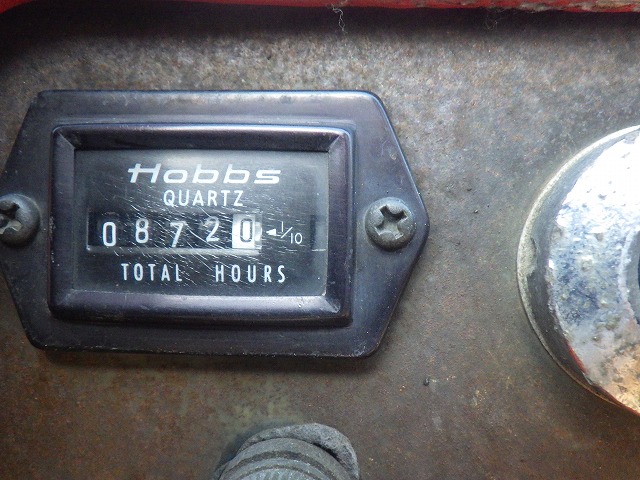 Hobbs
QUARTZ
08720 ◄1/10
TOTAL HOURS